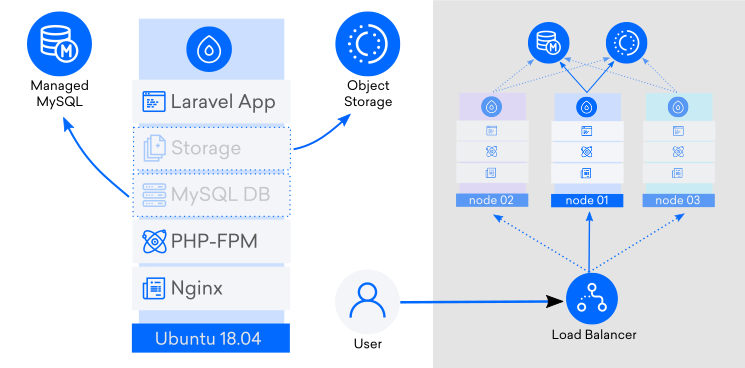 Managed
MySQL
Laravel App
Storage
MySQL DB
PHP-FPM
Nginx
Ubuntu 18.04
Object
Storage
User
M
M
node 02
node 01
node 03
Load Balancer